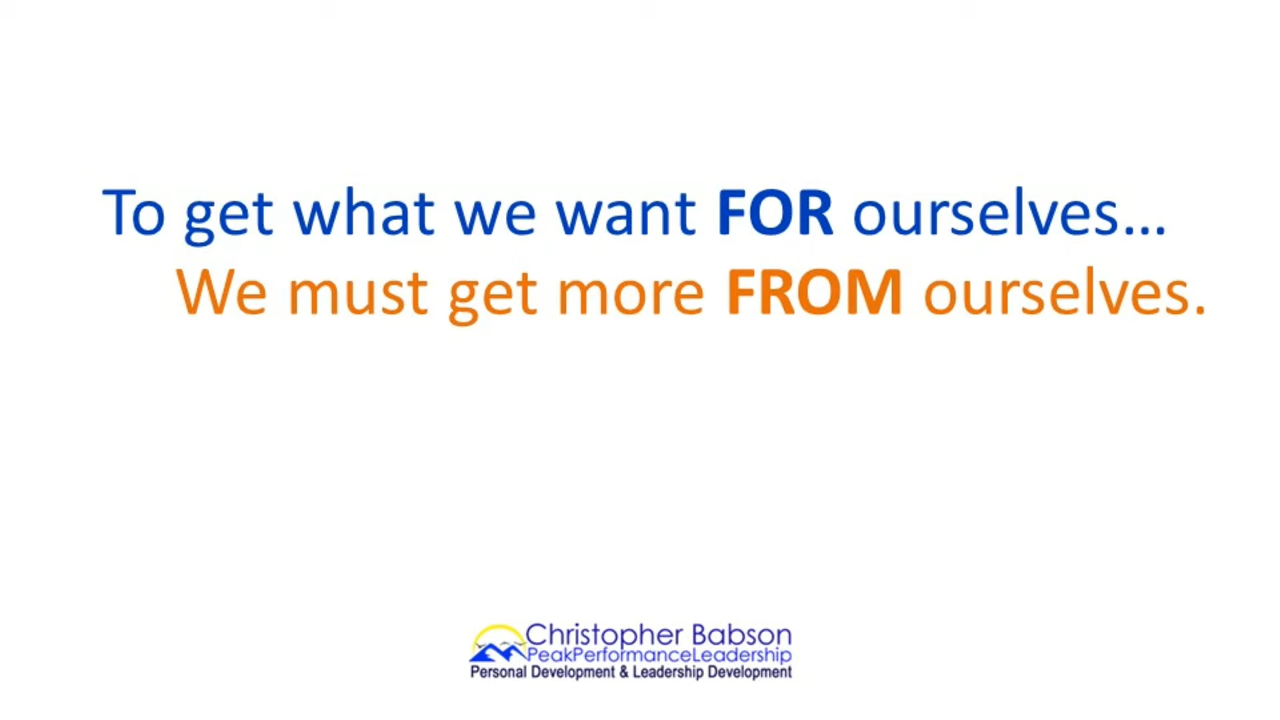 To get what we want FOR ourselves...
We must get more FROM ourselves.
Christopher Babson
PeakPerformanceLeadership
Personal Development & Leadership Development